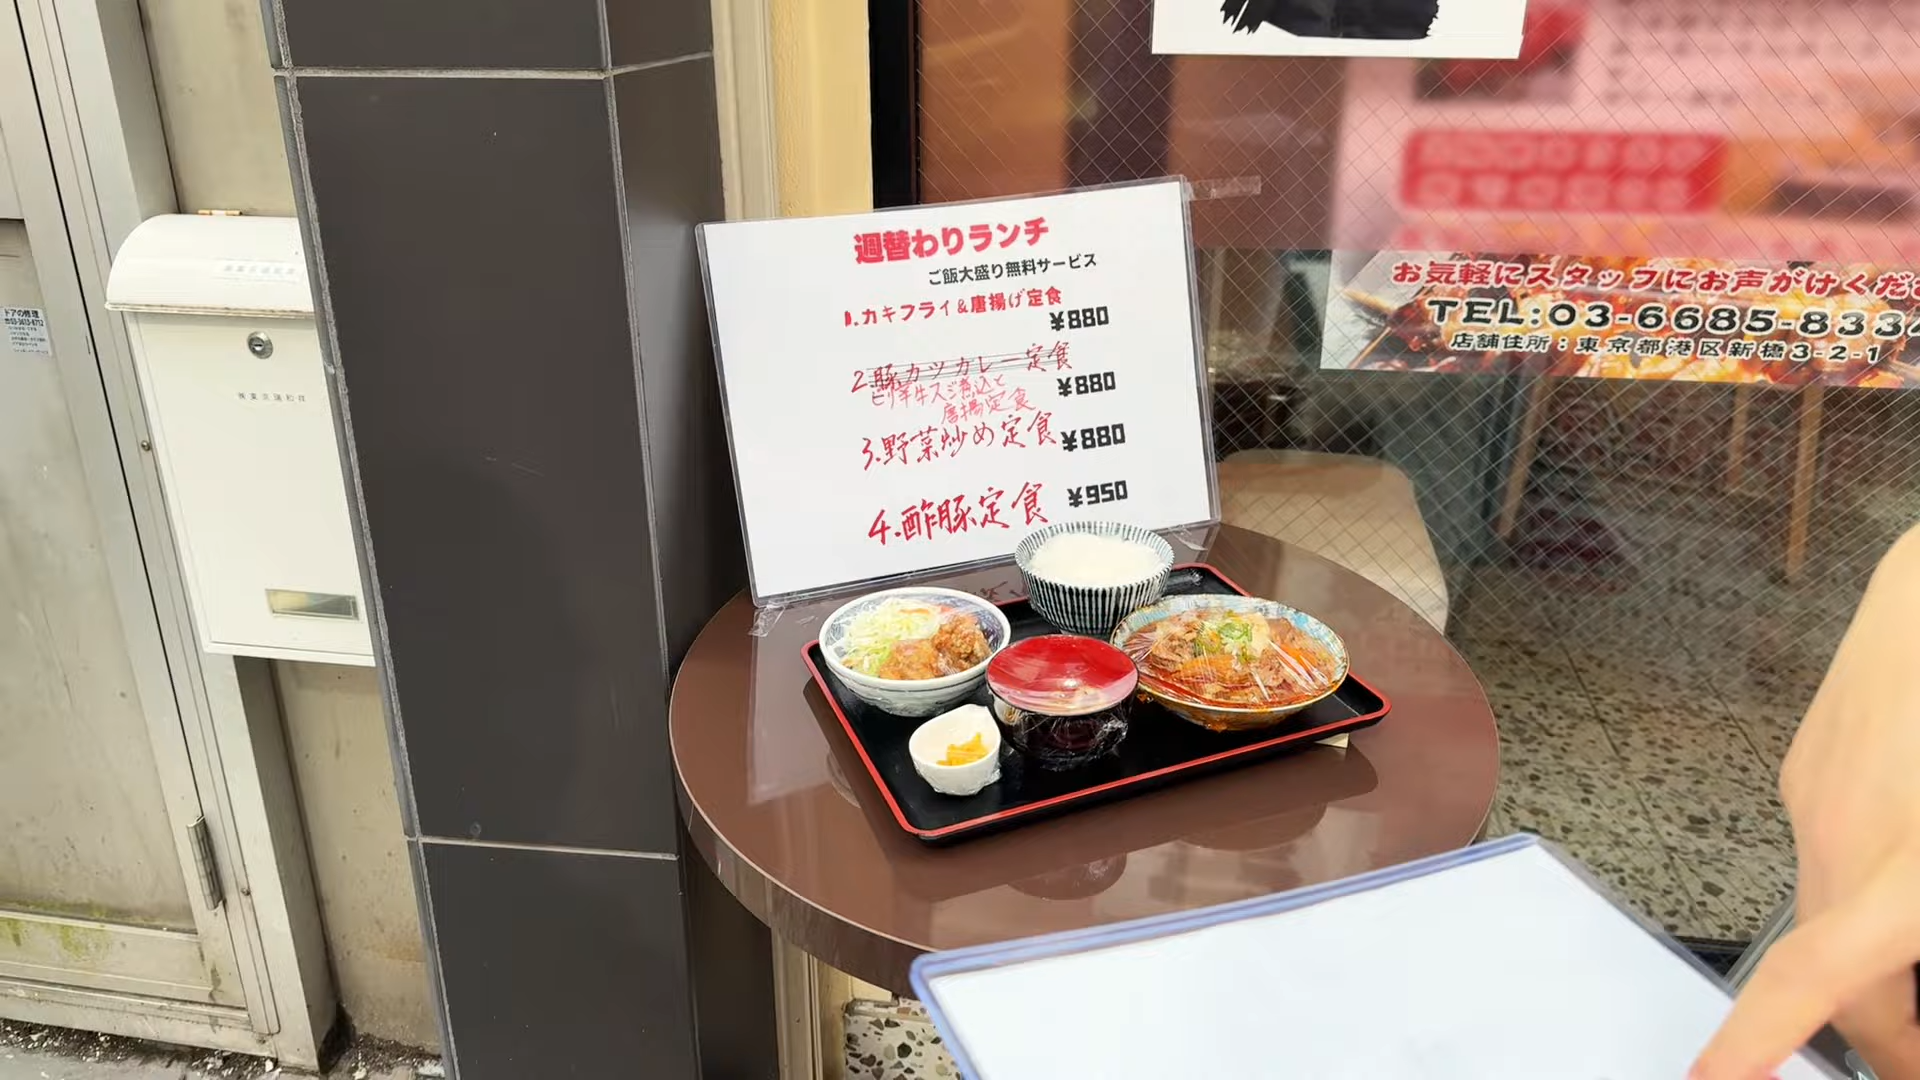 週替わりランチ
ご飯大盛り無料サービス
1.カキフライ&唐揚げ定食
¥880
2.豚カツカレー定食
ピリ辛牛スジ煮込と
唐揚定食
¥880
3.野菜炒め定食
¥880
4.酢豚定食
¥950
お気軽にスタッフにお声がけくだ
TEL:03-6685-833
店舗住所:東京都港区新橋3-2-1
ドアの修理